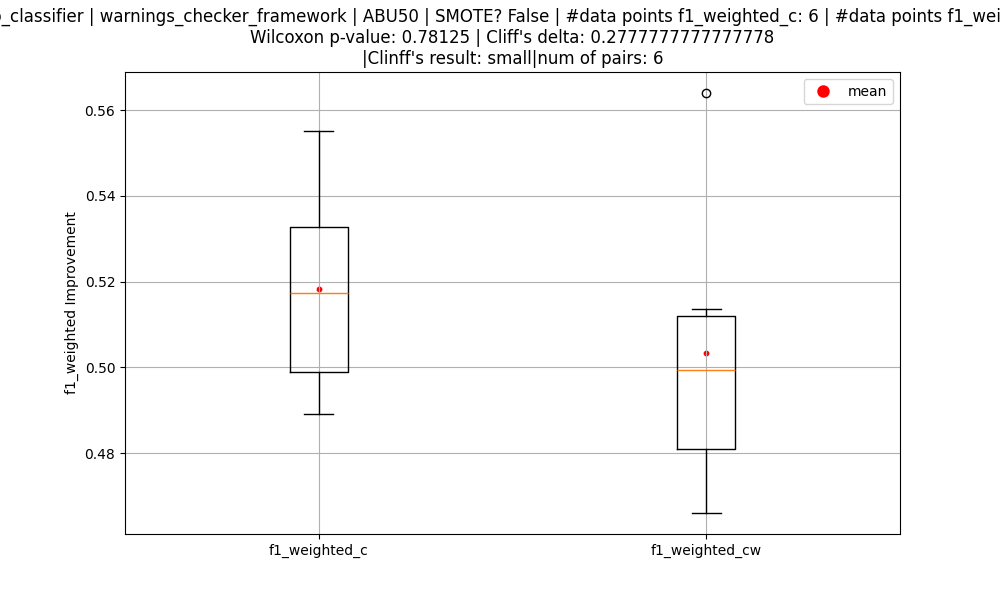 _classifier | warnings_checker_framework | ABU50 | SMOTE? False | #data points f1_weighted_c: 6 | #data points f1_wei
Wilcoxon p-value: 0.78125 | Cliff's delta: 0.2777777777777778
|Clinff's result: small|num of pairs: 6
mean
0.56
0.54
0.52
0.50
0.48
f1_weighted Improvement
f1_weighted_c
f1_weighted_cw